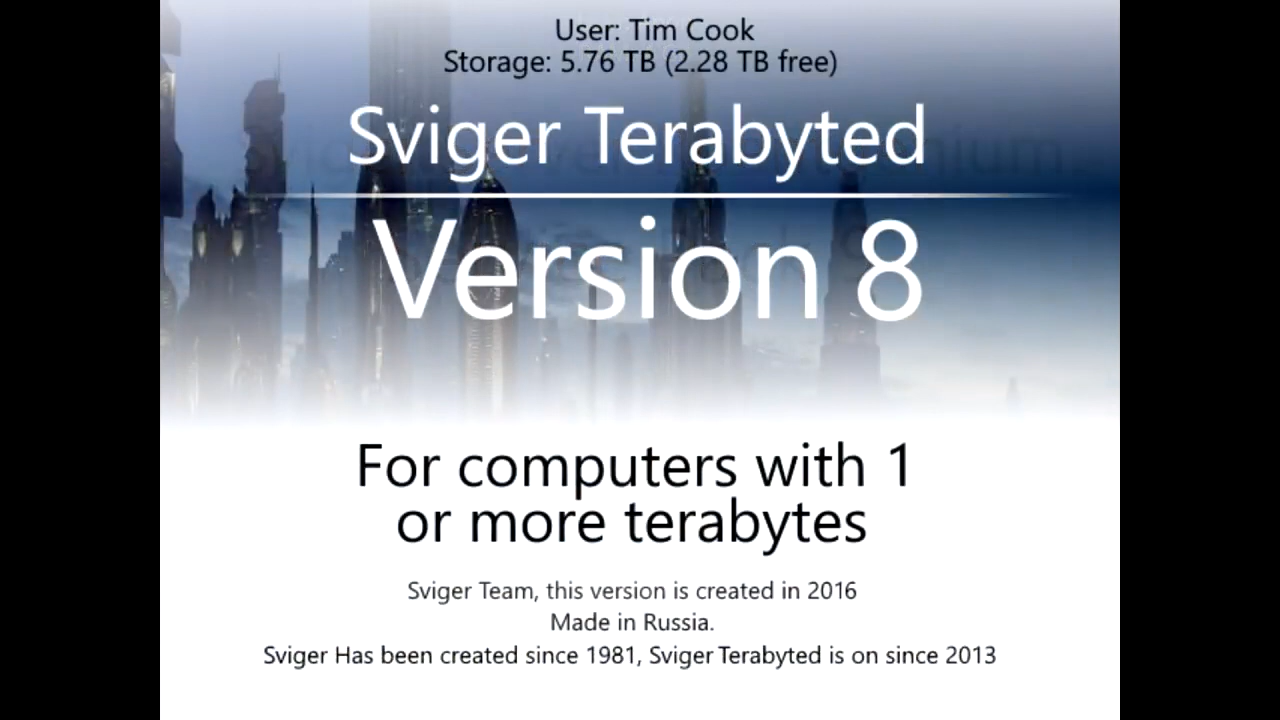 User: Tim Cook
Storage: 5.76 TB (2.28 TB free)
Sviger Terabyted
Version 8
For computers with 1
or more terabytes
Sviger Team, this version is created in 2016
Made in Russia.
Sviger Has been created since 1981, Sviger Terabyted is on since 2013